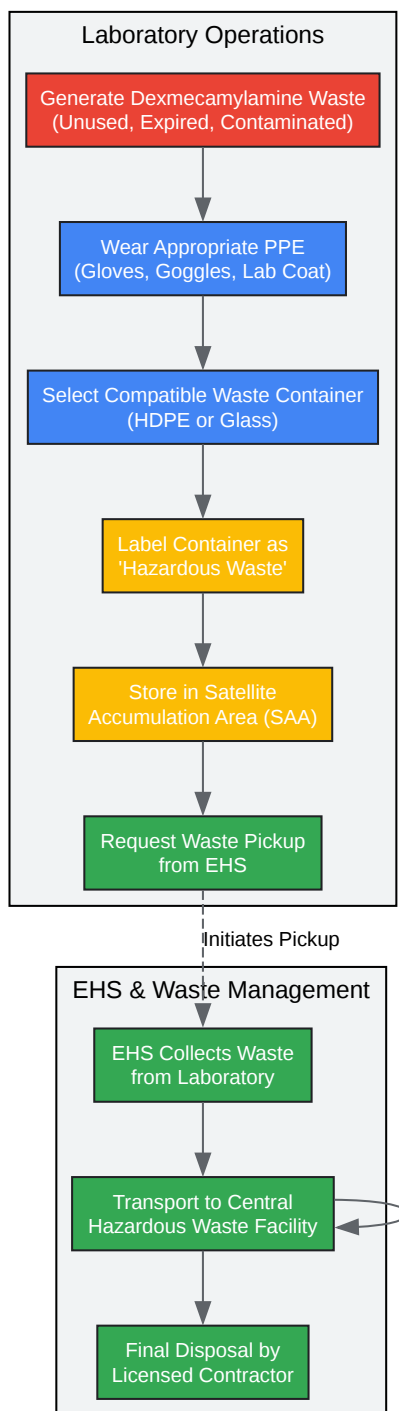 Laboratory Operations
Generate Dexmecamylamine Waste
(Unused, Expired, Contaminated)
Wear Appropriate PPE
(Gloves, Goggles, Lab Coat)
Select Compatible Waste Container
(HDPE or Glass)
Label Container as
'Hazardous Waste'
Store in Satellite
Accumulation Area (SAA)
Request Waste Pickup
from EHS
Initiates Pickup
EHS & Waste Management
EHS Collects Waste
from Laboratory
Transport to Central
Hazardous Waste Facility
Final Disposal by
Licensed Contractor